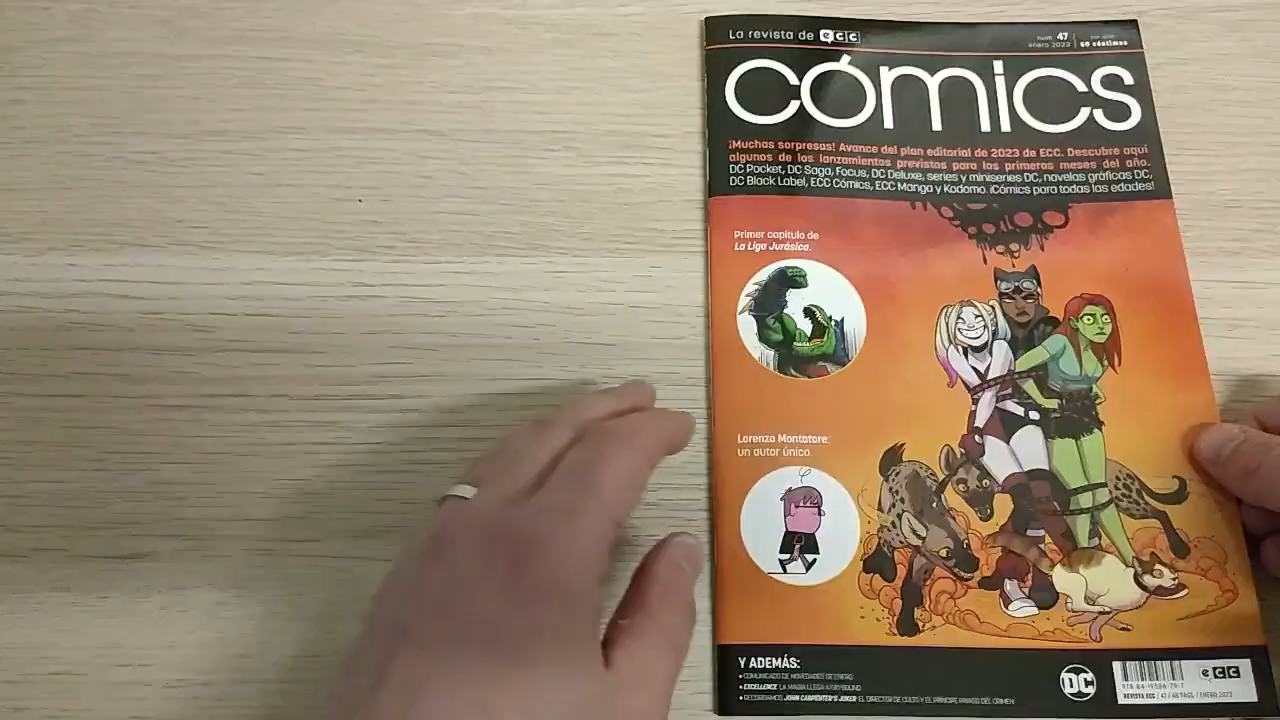 La revista de ecc
núm. 47
enero 2023
60 céntimos
cómics
¡Muchas sorpresas! Avance del plan editorial de 2023 de ECC. Descubre aquí
algunos de los lanzamientos previstos para los primeros meses del año.
DC Pocket, DC Saga, Focus, DC Deluxe, series y miniseries DC, novelas gráficas DC,
DC Black Label, ECC Cómics, ECC Manga y Kodomo. ¡Cómics para todas las edades!
Primer capítulo de
La Liga Jurásica.
Lorenzo Montatore:
un autor único.
Y ADEMÁS:
• COMUNICADO DE NOVEDADES DE ENERO
• EXCELLENCE: LA MAGIA LLEGA A
• RECORDAMOS JOHN CARPENTER'S JOKER: EL DIRECTOR DE CULTO Y EL PRÍNCIPE PAYASO DEL CRIMEN
DC
ecc
REVISTA ECC / 47 / 48 PÁGS. / ENERO 2023